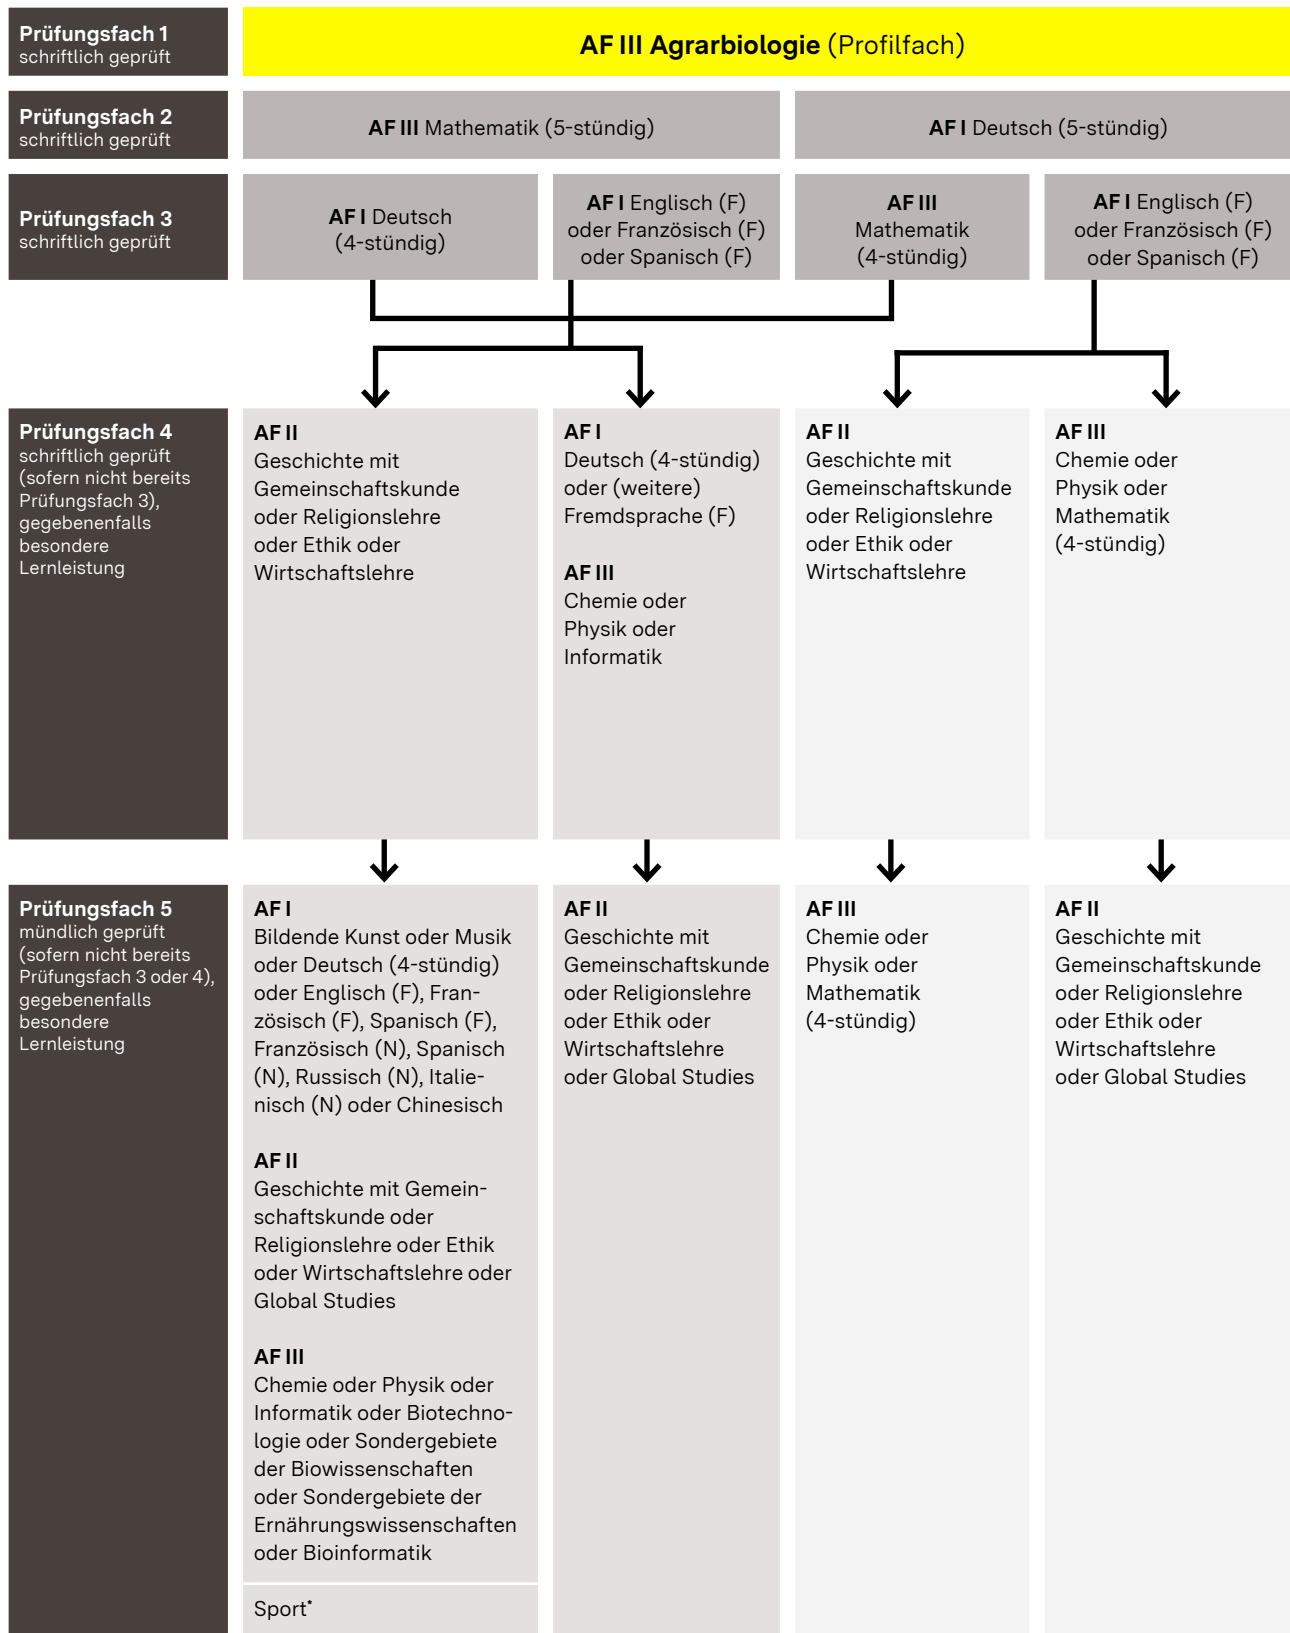 Prüfungsfach 1
schriftlich geprüft
AF III Agrarbiologie (Profilfach)
Prüfungsfach 2
schriftlich geprüft
AF III Mathematik (5-stündig)
AF I Deutsch (5-stündig)
Prüfungsfach 3
schriftlich geprüft
AF I Deutsch
(4-stündig)
AF I Englisch (F)
oder Französisch (F)
oder Spanisch (F)
AF III
Mathematik
(4-stündig)
AF I Englisch (F)
oder Französisch (F)
oder Spanisch (F)
Prüfungsfach 4
schriftlich geprüft
(sofern nicht bereits
Prüfungsfach 3),
gegebenenfalls
besondere
Lernleistung
AF II
Geschichte mit
Gemeinschaftskunde
oder Religionslehre
oder Ethik oder
Wirtschaftslehre
AF I
Deutsch (4-stündig)
oder (weitere)
Fremdsprache (F)
AF III
Chemie oder
Physik oder
Informatik
AF II
Geschichte mit
Gemeinschaftskunde
oder Religionslehre
oder Ethik oder
Wirtschaftslehre
AF III
Chemie oder
Physik oder
Mathematik
(4-stündig)
Prüfungsfach 5
mündlich geprüft
(sofern nicht bereits
Prüfungsfach 3 oder 4),
gegebenenfalls
besondere
Lernleistung
AF I
Bildende Kunst oder Musik
oder Deutsch (4-stündig)
oder Englisch (F), Fran-
zösisch (F), Spanisch (F),
Französisch (N), Spanisch
(N), Russisch (N), Italie-
nisch (N) oder Chinesisch
AF II
Geschichte mit Gemein-
schaftskunde oder
Religionslehre oder Ethik
oder Wirtschaftslehre oder
Global Studies
AF III
Chemie oder Physik oder
Informatik oder Biotechno-
logie oder Sondergebiete
der Biowissenschaften
oder Sondergebiete der
Ernährungswissenschaften
oder Bioinformatik
Sport*
AF II
Geschichte mit
Gemeinschaftskunde
oder Religionslehre
oder Ethik oder
Wirtschaftslehre
oder Global Studies
AF III
Chemie oder
Physik oder
Mathematik
(4-stündig)
AF II
Geschichte mit
Gemeinschaftskunde
oder Religionslehre
oder Ethik oder
Wirtschaftslehre
oder Global Studies